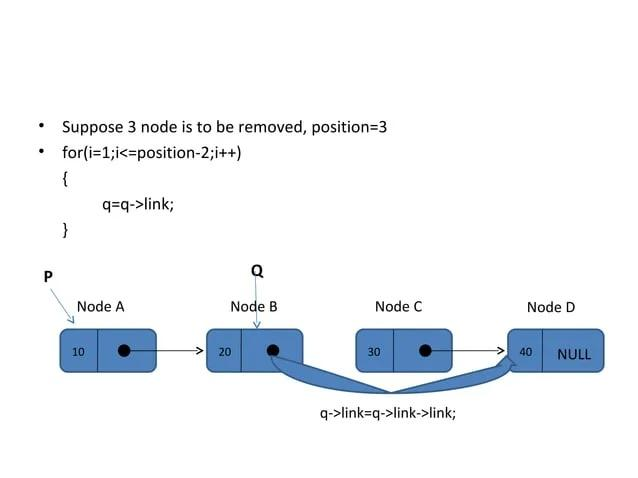 • Suppose 3 node is to be removed, position=3
• for(i=1;i<=position-2;i++)
{
q=q->link;
}
P
Q
Node A
Node B
Node C
Node D
10
20
30
40
NULL
q->link=q->link->link;